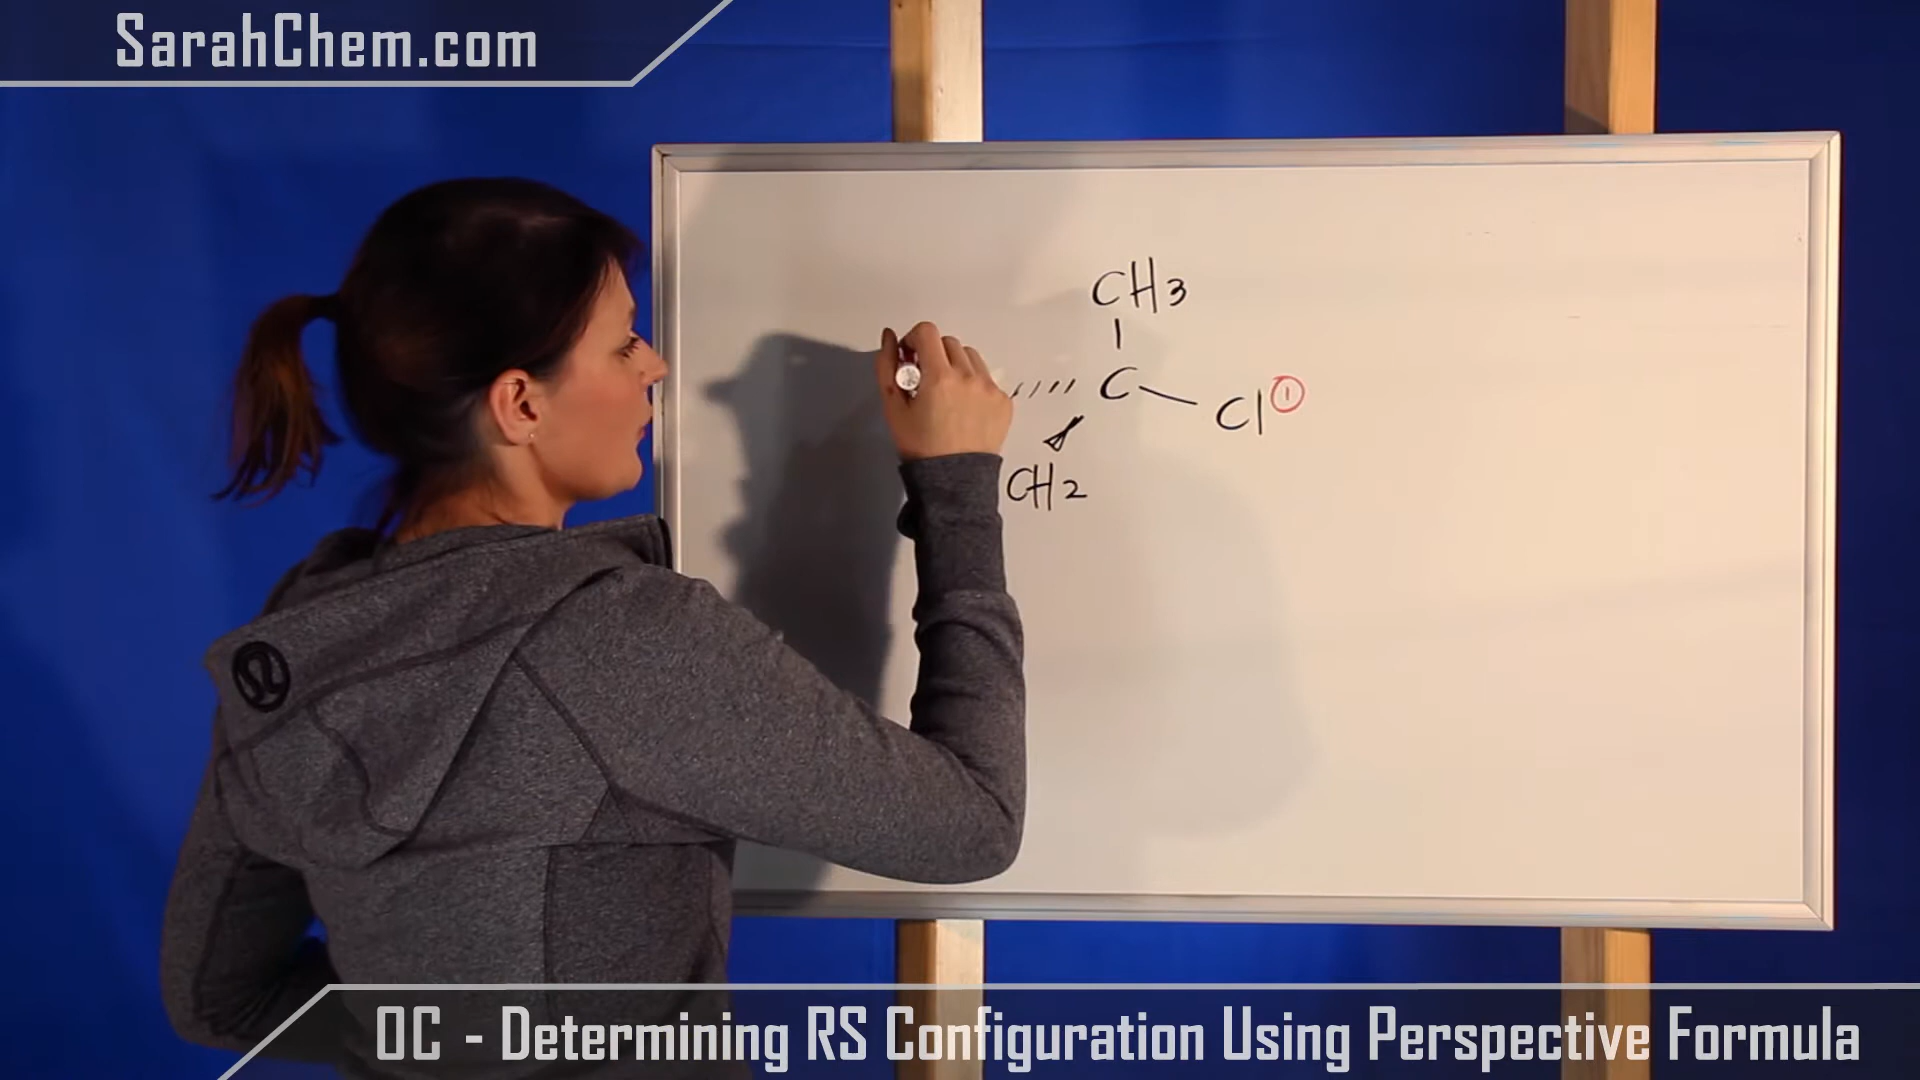 SarahChem.com
CH3
C
Cl 1
CH2
OC - Determining RS Configuration Using Perspective Formula